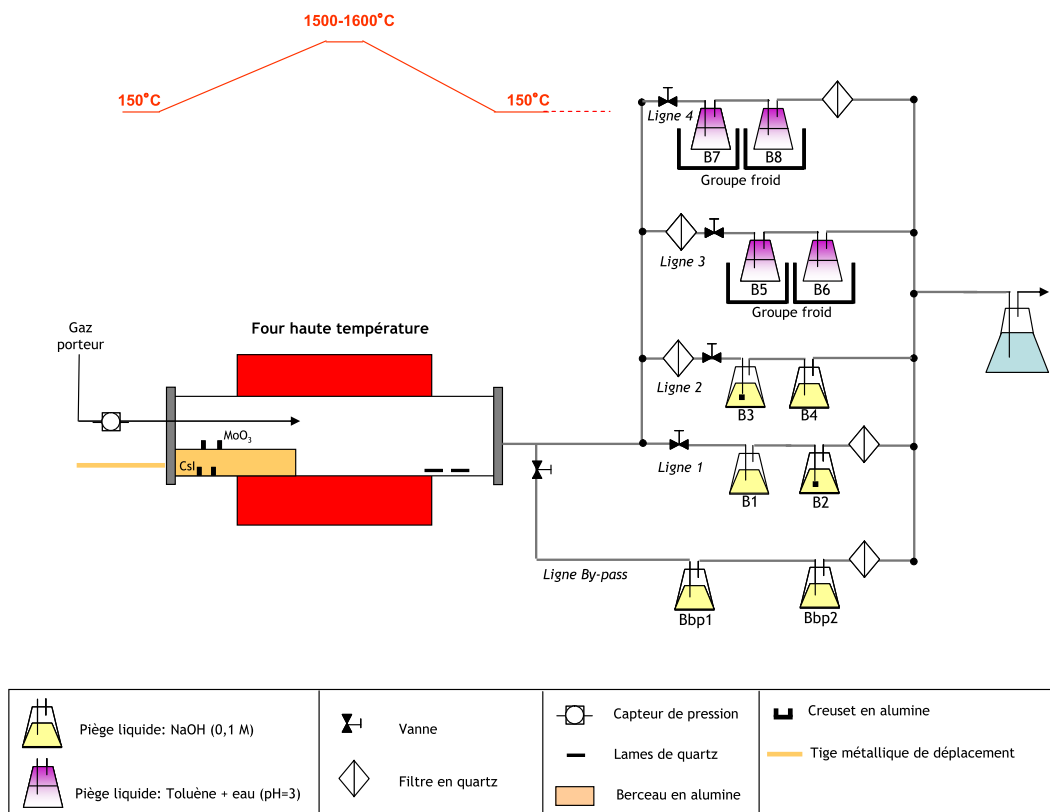 1500-1600°C
150°C
150°C
Ligne 4
B7
B8
Groupe froid
Ligne 3
B5
B6
Groupe froid
Gaz
porteur
Four haute température
Ligne 2
B3
B4
MoO3
CsI
Ligne 1
B1
B2
Ligne By-pass
Bbp1
Bbp2
Piège liquide: NaOH (0,1 M)
Piège liquide: Toluène + eau (pH=3)
Vanne
Filtre en quartz
Capteur de pression
Lames de quartz
Berceau en alumine
Creuset en alumine
Tige métallique de déplacement